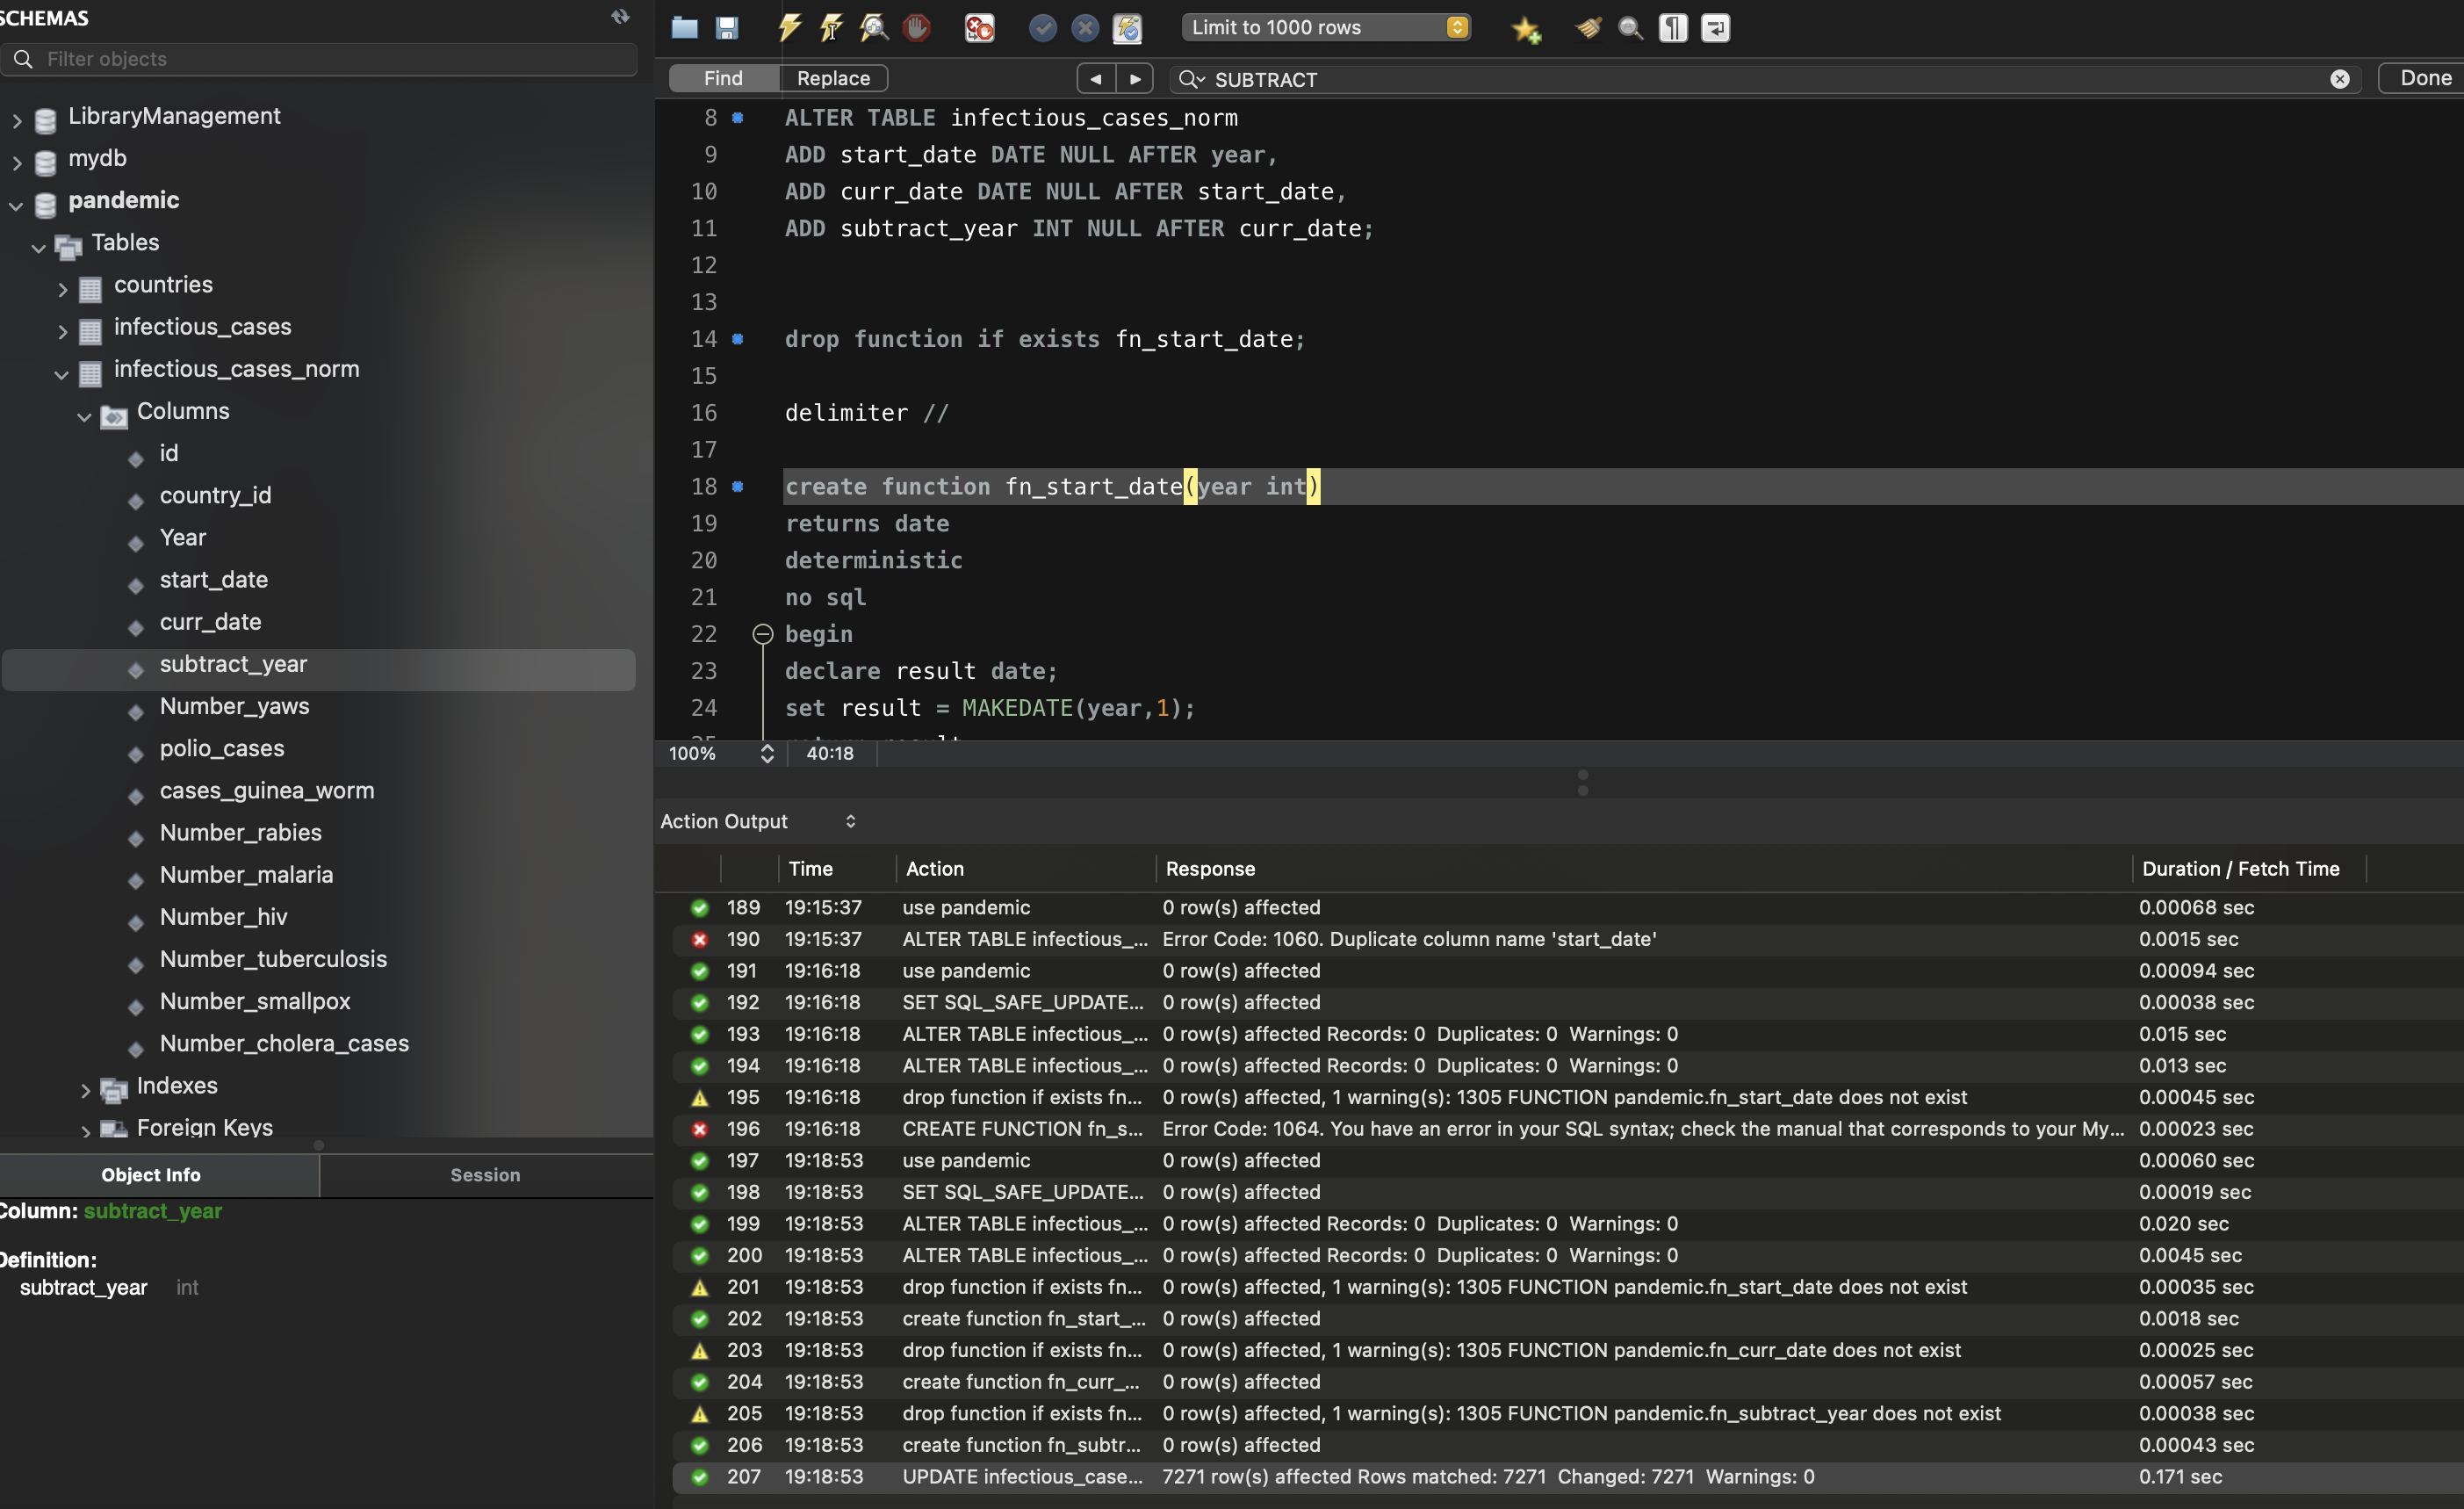 SCHEMAS
Filter objects
LibraryManagement
mydb
pandemic
Tables
countries
infectious_cases
infectious_cases_norm
Columns
id
country_id
Year
start_date
curr_date
subtract_year
Number_yaws
polio_cases
cases_guinea_worm
Number_rabies
Number_malaria
Number_hiv
Number_tuberculosis
Number_smallpox
Number_cholera_cases
Indexes
Foreign Keys
Object Info Session
Column: subtract_year
Definition:
subtract_year int
Limit to 1000 rows
Find Replace SUBTRACT Done
8 ALTER TABLE infectious_cases_norm
9 ADD start_date DATE NULL AFTER year,
10 ADD curr_date DATE NULL AFTER start_date,
11 ADD subtract_year INT NULL AFTER curr_date;
12
13
14 drop function if exists fn_start_date;
15
16 delimiter //
17
18 create function fn_start_date(year int)
19 returns date
20 deterministic
21 no sql
22 begin
23 declare result date;
24 set result = MAKEDATE(year,1);
100% 40:18
Action Output
Time Action Response Duration / Fetch Time
189 19:15:37 use pandemic 0 row(s) affected 0.00068 sec
190 19:15:37 ALTER TABLE infectious_... Error Code: 1060. Duplicate column name 'start_date' 0.0015 sec
191 19:16:18 use pandemic 0 row(s) affected 0.00094 sec
192 19:16:18 SET SQL_SAFE_UPDATE... 0 row(s) affected 0.00038 sec
193 19:16:18 ALTER TABLE infectious_... 0 row(s) affected Records: 0 Duplicates: 0 Warnings: 0 0.015 sec
194 19:16:18 ALTER TABLE infectious_... 0 row(s) affected Records: 0 Duplicates: 0 Warnings: 0 0.013 sec
195 19:16:18 drop function if exists fn... 0 row(s) affected, 1 warning(s): 1305 FUNCTION pandemic.fn_start_date does not exist 0.00045 sec
196 19:16:18 CREATE FUNCTION fn_s... Error Code: 1064. You have an error in your SQL syntax; check the manual that corresponds to your My... 0.00023 sec
197 19:18:53 use pandemic 0 row(s) affected 0.00060 sec
198 19:18:53 SET SQL_SAFE_UPDATE... 0 row(s) affected 0.00019 sec
199 19:18:53 ALTER TABLE infectious_... 0 row(s) affected Records: 0 Duplicates: 0 Warnings: 0 0.020 sec
200 19:18:53 ALTER TABLE infectious_... 0 row(s) affected Records: 0 Duplicates: 0 Warnings: 0 0.0045 sec
201 19:18:53 drop function if exists fn... 0 row(s) affected, 1 warning(s): 1305 FUNCTION pandemic.fn_start_date does not exist 0.00035 sec
202 19:18:53 create function fn_start_... 0 row(s) affected 0.0018 sec
203 19:18:53 drop function if exists fn... 0 row(s) affected, 1 warning(s): 1305 FUNCTION pandemic.fn_curr_date does not exist 0.00025 sec
204 19:18:53 create function fn_curr_... 0 row(s) affected 0.00057 sec
205 19:18:53 drop function if exists fn... 0 row(s) affected, 1 warning(s): 1305 FUNCTION pandemic.fn_subtract_year does not exist 0.00038 sec
206 19:18:53 create function fn_subtr... 0 row(s) affected 0.00043 sec
207 19:18:53 UPDATE infectious_case... 7271 row(s) affected Rows matched: 7271 Changed: 7271 Warnings: 0 0.171 sec